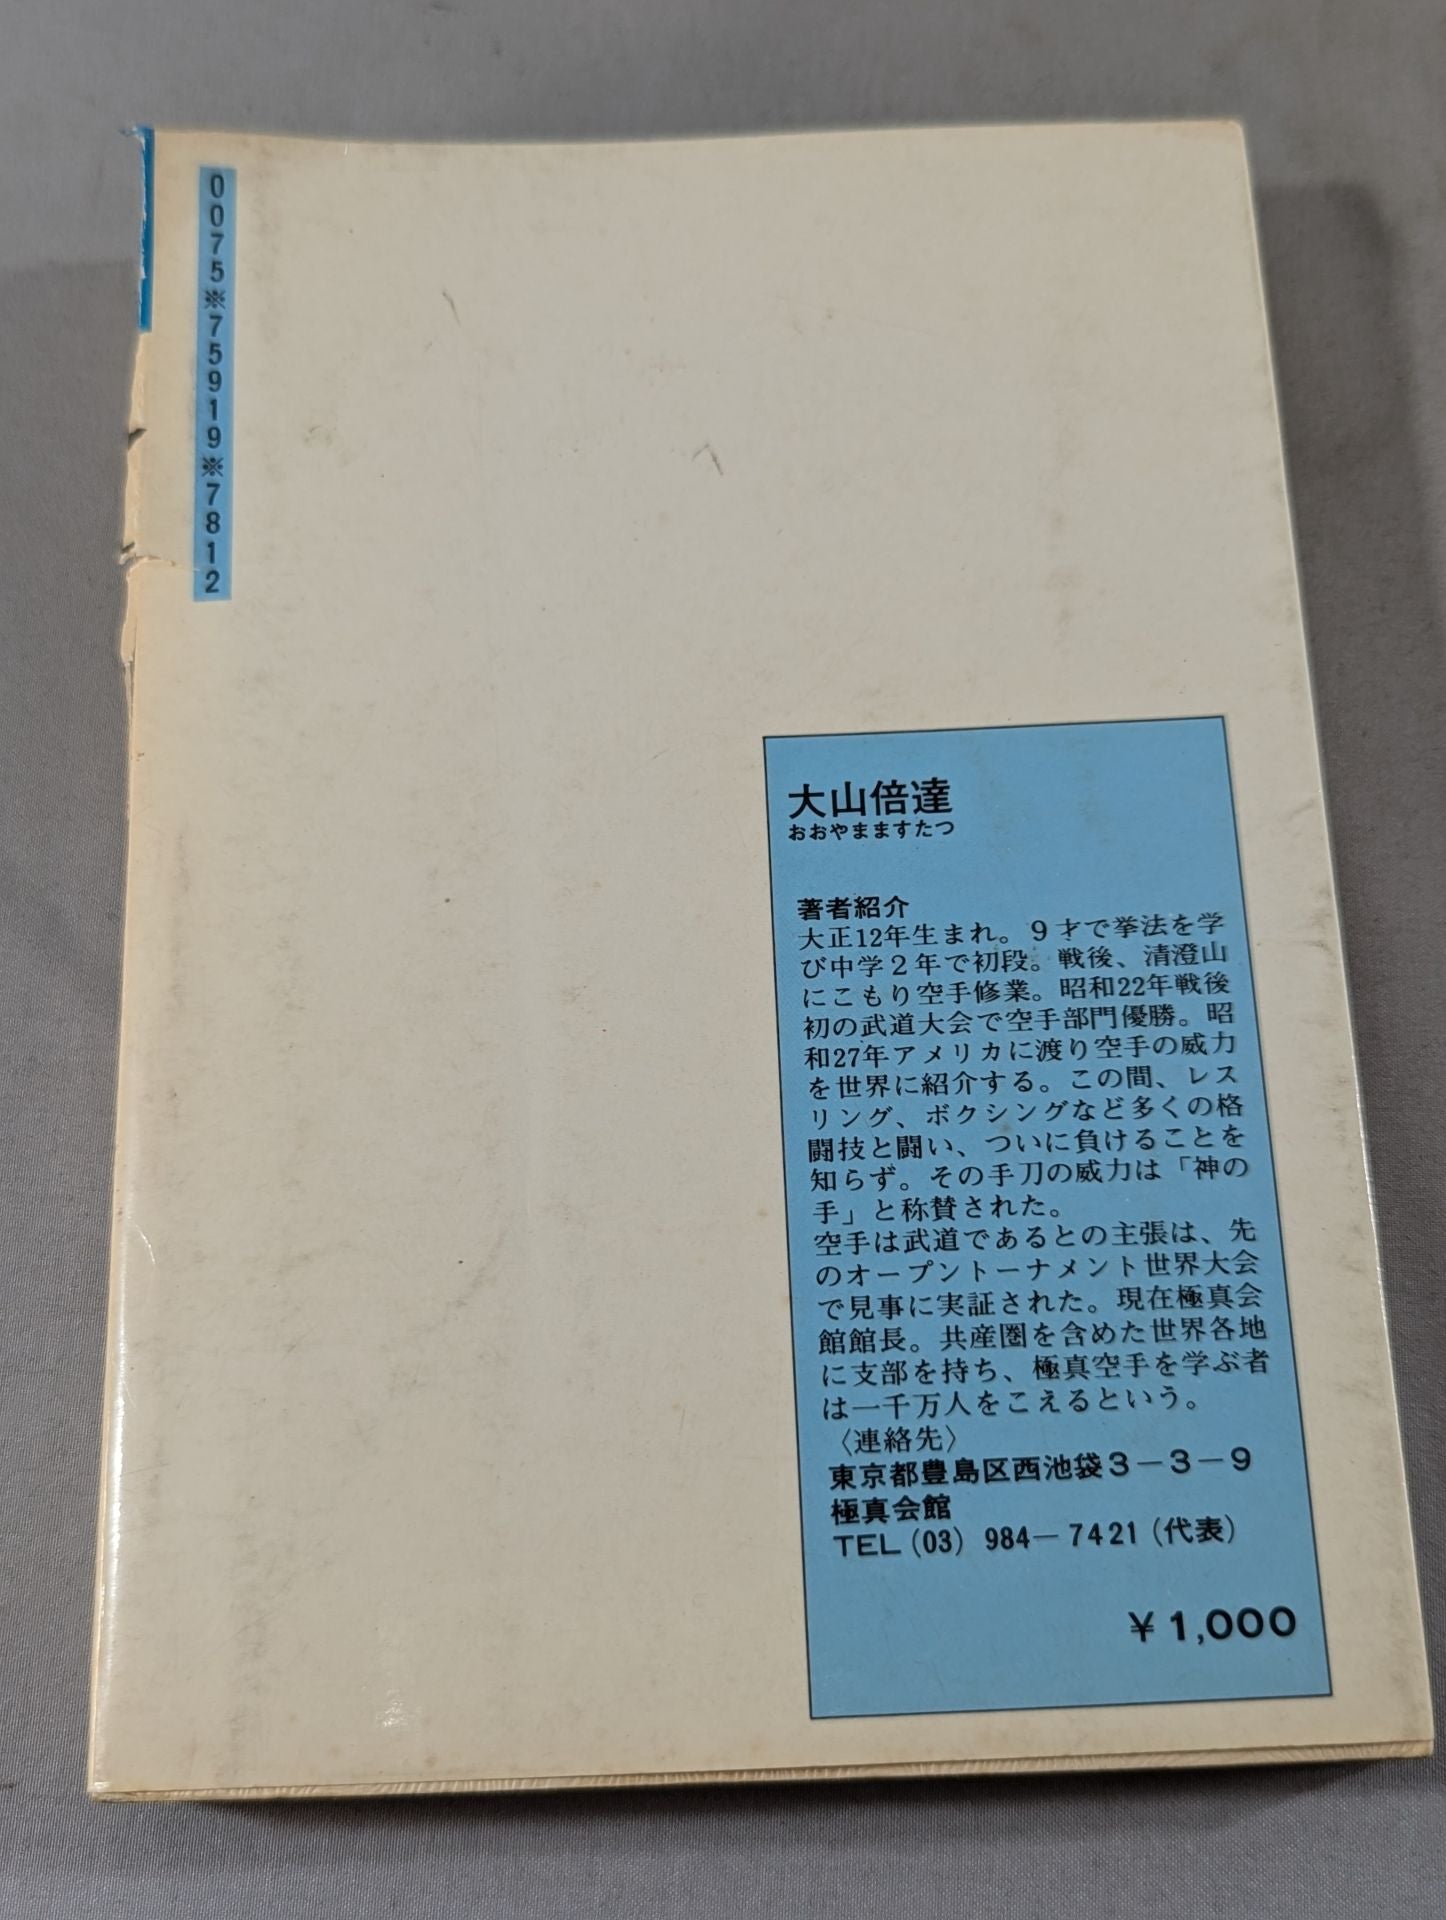 0075※75919※7812
大山倍達
おおやまますたつ
著者紹介
大正12年生まれ。9才で拳法を学
び中学2年で初段。戦後、清澄山
にこもり空手修業。昭和22年戦後
初の武道大会で空手部門優勝。昭
和27年アメリカに渡り空手の威力
を世界に紹介する。この間、レス
リング、ボクシングなど多くの格
闘技と闘い、ついに負けることを
知らず。その手刀の威力は「神の
手」と称賛された。
空手は武道であるとの主張は、先
のオープントーナメント世界大会
で見事に実証された。現在極真会
館館長。共産圏を含めた世界各地
に支部を持ち、極真空手を学ぶ者
は一千万人をこえるという。
〈連絡先〉
東京都豊島区西池袋3－3－9
極真会館
TEL (03) 984－7421 (代表)
¥1,000